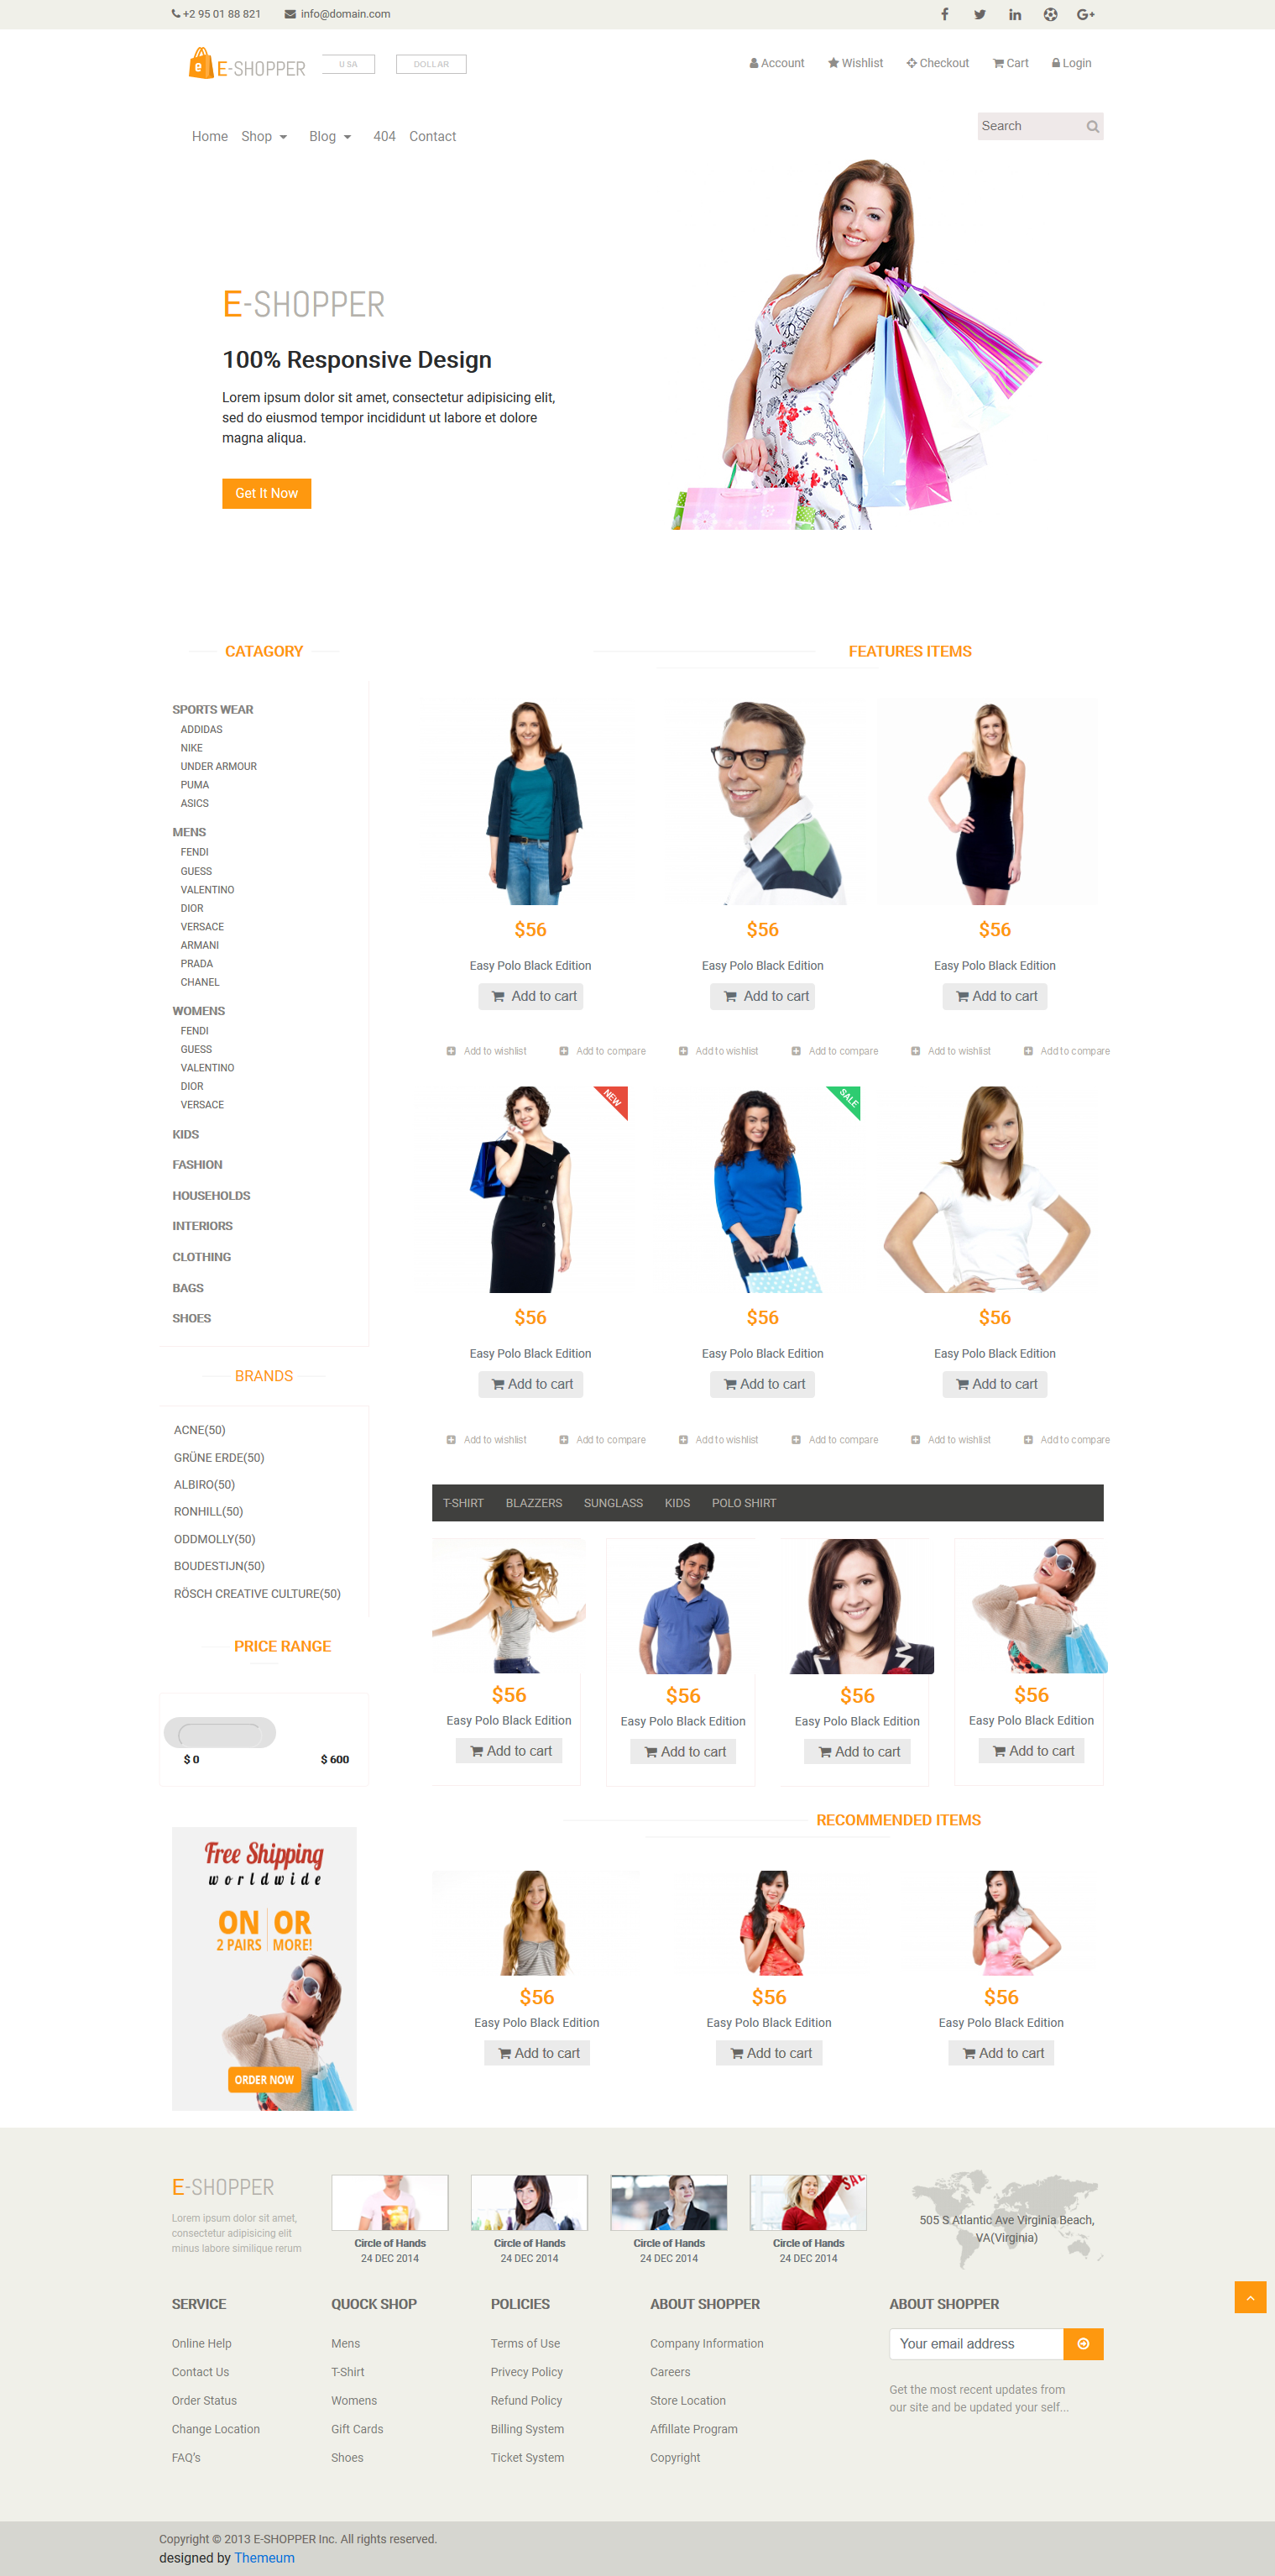 +2 95 01 88 821 info@domain.com
E-SHOPPER USA DOLLAR Account Wishlist Checkout Cart Login
Home Shop Blog 404 Contact Search
E-SHOPPER
100% Responsive Design
Lorem ipsum dolor sit amet, consectetur adipisicing elit,
sed do eiusmod tempor incididunt ut labore et dolore
magna aliqua.
Get It Now
CATAGORY
SPORTS WEAR
ADDIDAS
NIKE
UNDER ARMOUR
PUMA
ASICS
MENS
FENDI
GUESS
VALENTINO
DIOR
VERSACE
ARMANI
PRADA
CHANEL
WOMENS
FENDI
GUESS
VALENTINO
DIOR
VERSACE
KIDS
FASHION
HOUSEHOLDS
INTERIORS
CLOTHING
BAGS
SHOES
BRANDS
ACNE(50)
GRÜNE ERDE(50)
ALBIRO(50)
RONHILL(50)
ODDMOLLY(50)
BOUDESTIJN(50)
RÖSCH CREATIVE CULTURE(50)
PRICE RANGE
$ 0 $ 600
Free Shipping
worldwide
ON OR
2 PAIRS MORE!
ORDER NOW
FEATURES ITEMS
$56 $56 $56
Easy Polo Black Edition Easy Polo Black Edition Easy Polo Black Edition
Add to cart Add to cart Add to cart
Add to wishlist Add to compare Add to wishlist Add to compare Add to wishlist Add to compare
NEW SALE
$56 $56 $56
Easy Polo Black Edition Easy Polo Black Edition Easy Polo Black Edition
Add to cart Add to cart Add to cart
Add to wishlist Add to compare Add to wishlist Add to compare Add to wishlist Add to compare
T-SHIRT BLAZZERS SUNGLASS KIDS POLO SHIRT
$56 $56 $56 $56
Easy Polo Black Edition Easy Polo Black Edition Easy Polo Black Edition Easy Polo Black Edition
Add to cart Add to cart Add to cart Add to cart
RECOMMENDED ITEMS
$56 $56 $56
Easy Polo Black Edition Easy Polo Black Edition Easy Polo Black Edition
Add to cart Add to cart Add to cart
E-SHOPPER
Lorem ipsum dolor sit amet,
consectetur adipisicing elit
minus labore similique rerum
SALE
Circle of Hands Circle of Hands Circle of Hands Circle of Hands
24 DEC 2014 24 DEC 2014 24 DEC 2014 24 DEC 2014
505 S Atlantic Ave Virginia Beach,
VA(Virginia)
SERVICE
Online Help
Contact Us
Order Status
Change Location
FAQ's
QUOCK SHOP
Mens
T-Shirt
Womens
Gift Cards
Shoes
POLICIES
Terms of Use
Privecy Policy
Refund Policy
Billing System
Ticket System
ABOUT SHOPPER
Company Information
Careers
Store Location
Affillate Program
Copyright
ABOUT SHOPPER
Your email address
Get the most recent updates from
our site and be updated your self...
Copyright © 2013 E-SHOPPER Inc. All rights reserved.
designed by Themeum